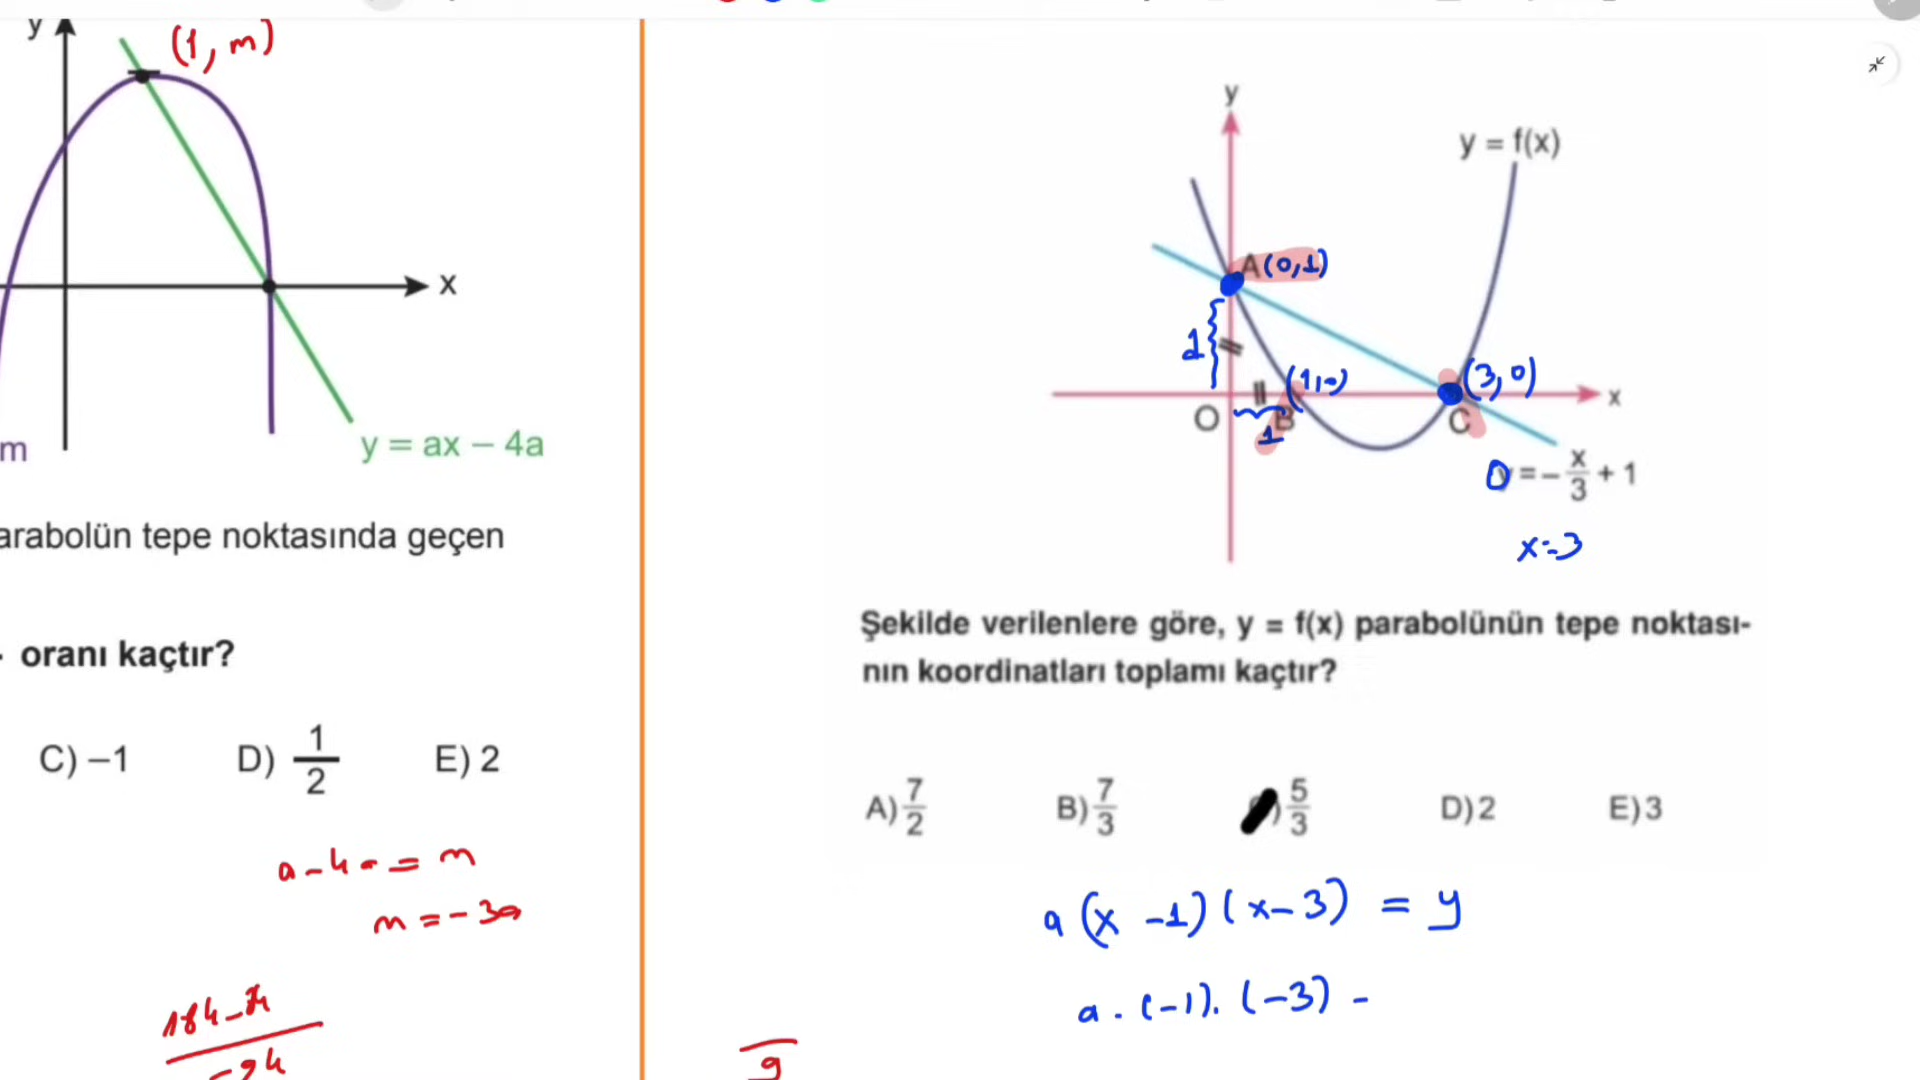 y
(1, m)
x
y = ax – 4a
m
arabolün tepe noktasında geçen
oranı kaçtır?
C) –1 D) 1/2 E) 2
m = -3a
y
y = f(x)
A(0,1)
1
(1,0)
(3,0)
O
B
C
x
1
0 = – x/3 + 1
x=3
Şekilde verilenlere göre, y = f(x) parabolünün tepe noktası-
nın koordinatları toplamı kaçtır?
A) 7/2 B) 7/3 5/3 D) 2 E) 3
a (x -1) (x-3) = y
a . (-1). (-3) -
9